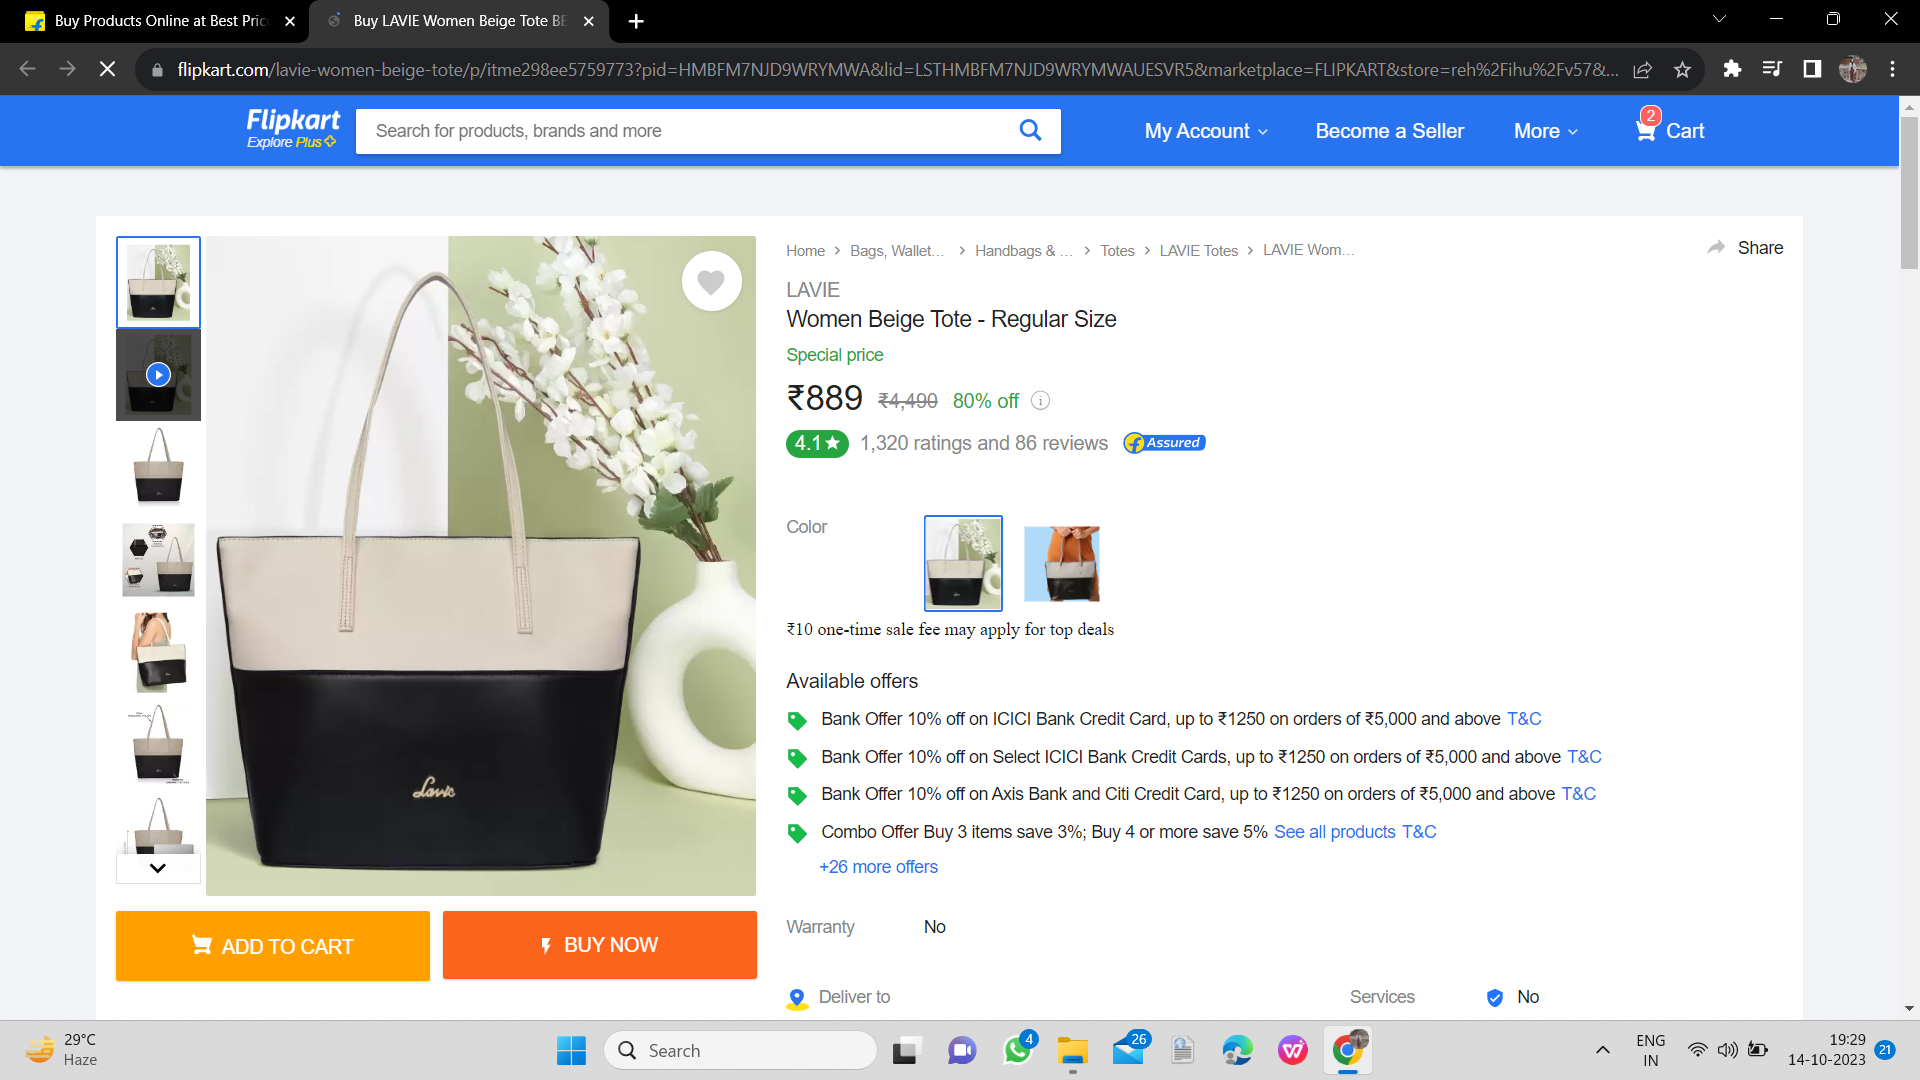 Buy Products Online at Best Pric
Buy LAVIE Women Beige Tote BE
flipkart.com/lavie-women-beige-tote/p/itme298ee5759773?pid=HMBFM7NJD9WRYMWA&lid=LSTHMBFM7NJD9WRYMWAUESVR5&marketplace=FLIPKART&store=reh%2Fihu%2Fv57&...
Flipkart
Explore Plus
Search for products, brands and more
My Account
Become a Seller
More
2
Cart
Home > Bags, Wallet... > Handbags & ... > Totes > LAVIE Totes > LAVIE Wom...
Share
LAVIE
Women Beige Tote - Regular Size
Special price
₹889 ₹4,490 80% off
4.1 1,320 ratings and 86 reviews Assured
Color
₹10 one-time sale fee may apply for top deals
Available offers
Bank Offer 10% off on ICICI Bank Credit Card, up to ₹1250 on orders of ₹5,000 and above T&C
Bank Offer 10% off on Select ICICI Bank Credit Cards, up to ₹1250 on orders of ₹5,000 and above T&C
Bank Offer 10% off on Axis Bank and Citi Credit Card, up to ₹1250 on orders of ₹5,000 and above T&C
Combo Offer Buy 3 items save 3%; Buy 4 or more save 5% See all products T&C
+26 more offers
Lavie
ADD TO CART
BUY NOW
Warranty No
Deliver to
Services No
29°C
Haze
Search
4
26
ENG
IN
19:29
14-10-2023
21